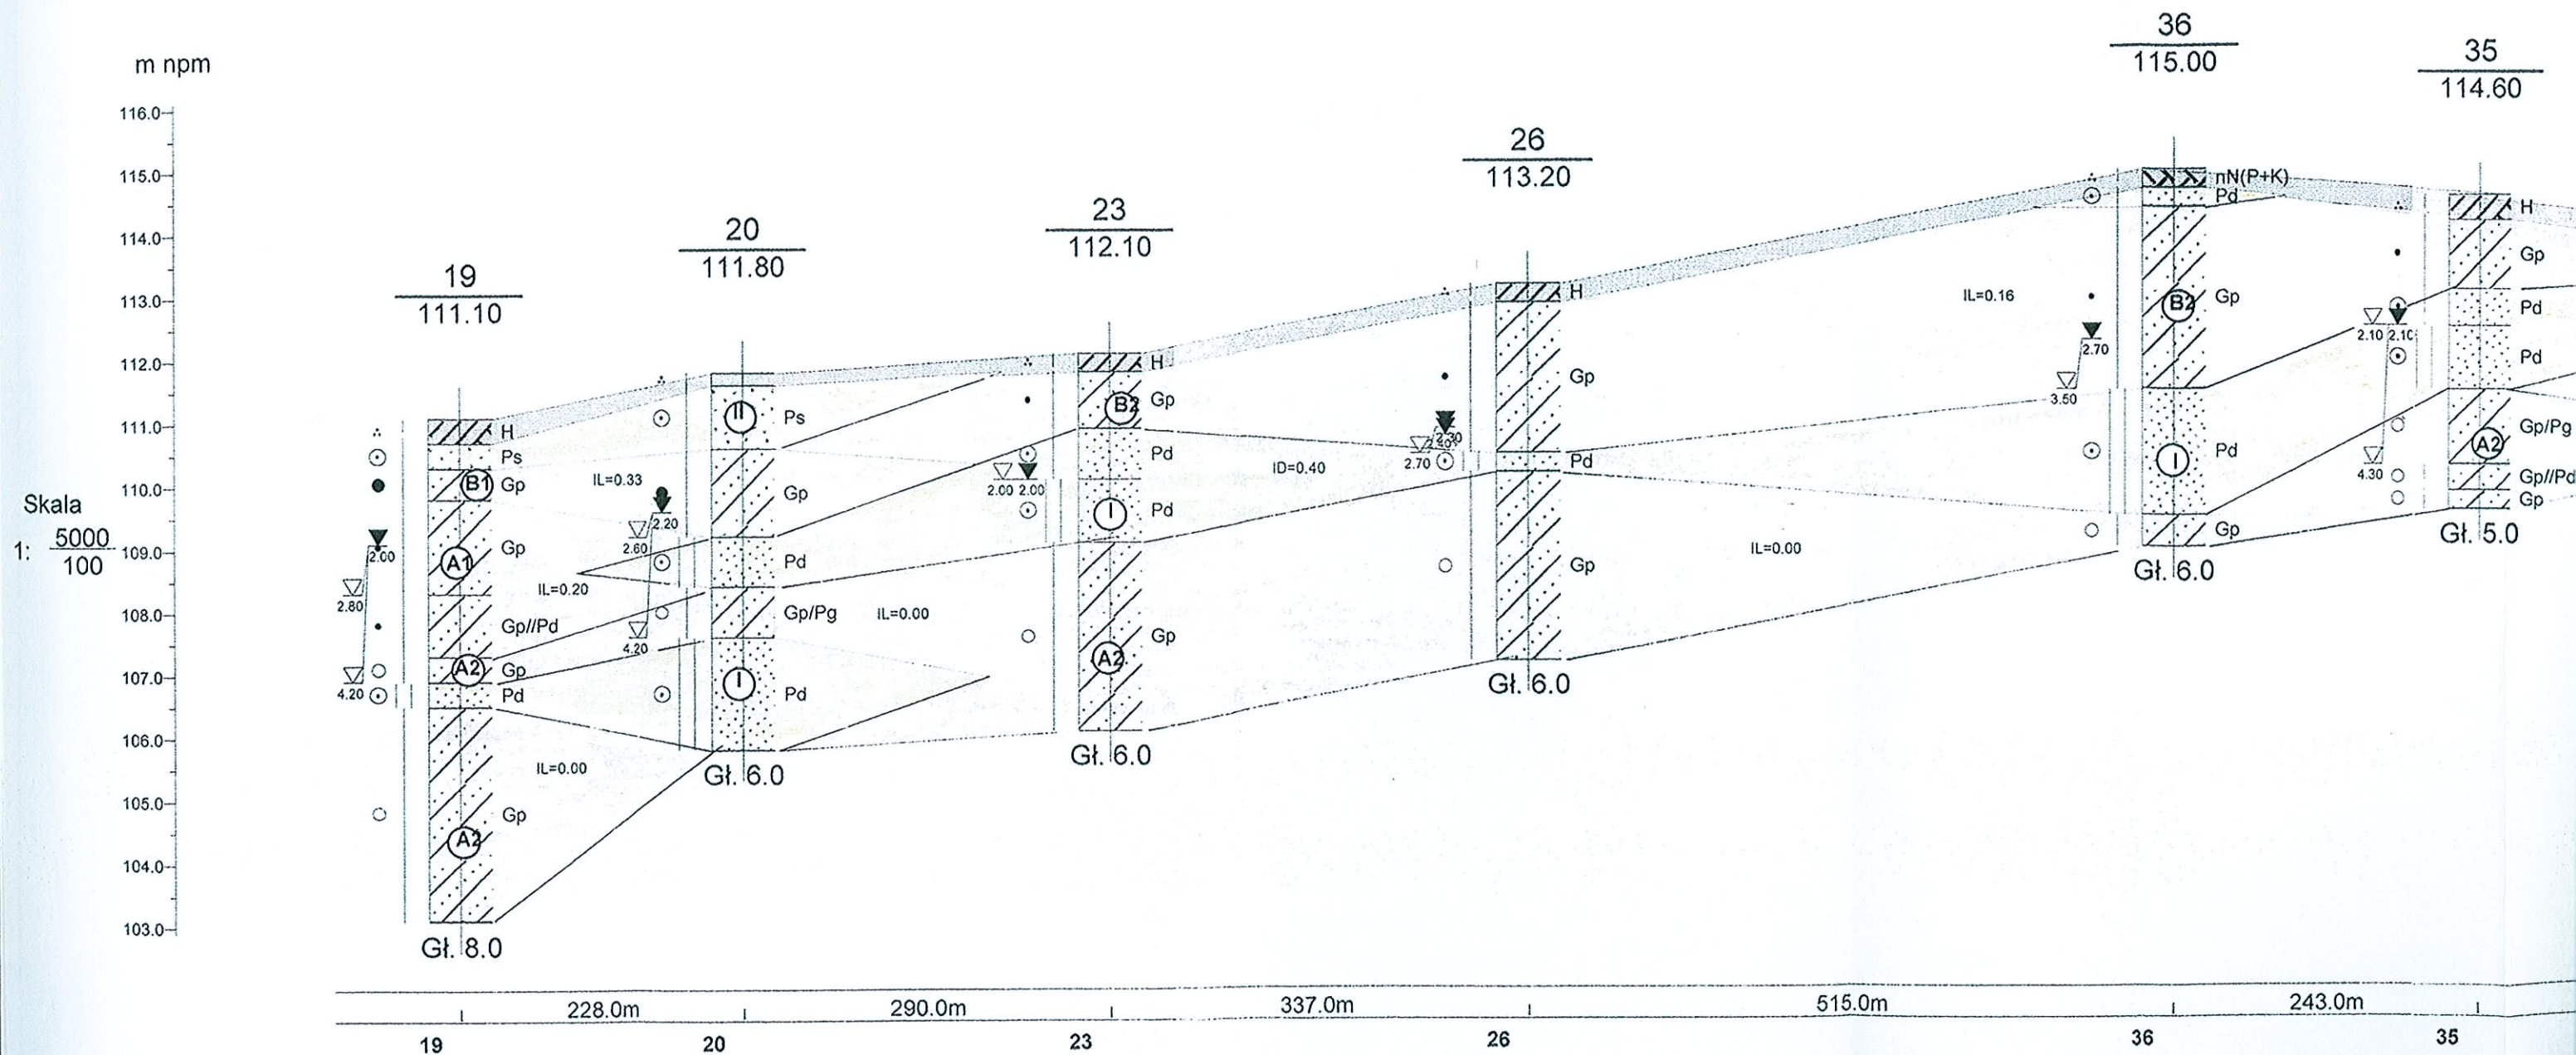 m npm
116.0
115.0
114.0
113.0
112.0
111.0
110.0
109.0
108.0
107.0
106.0
105.0
104.0
103.0
Skala
1: 5000
100
19
111.10
H
Ps
B1 Gp
A1 Gp
Gp//Pd
A2 Gp
Pd
A2 Gp
2.00
2.80
4.20
Gł. 8.0
IL=0.33
IL=0.20
IL=0.00
20
111.80
II Ps
Gp
Pd
Gp/Pg
I Pd
2.20
2.60
4.20
Gł. 6.0
IL=0.00
23
112.10
H
B2 Gp
Pd
I Pd
A2 Gp
2.00 2.00
Gł. 6.0
ID=0.40
26
113.20
H
Gp
Pd
Gp
2.30
2.40
2.70
Gł. 6.0
IL=0.16
IL=0.00
36
115.00
nN(P+K)
Pd
B2 Gp
I Pd
Gp
2.70
3.50
Gł. 6.0
35
114.60
H
Gp
Pd
Pd
Gp/Pg
A2
Gp//Pd
Gp
2.10 2.10
4.30
Gł. 5.0
228.0m 290.0m 337.0m 515.0m 243.0m
19 20 23 26 36 35